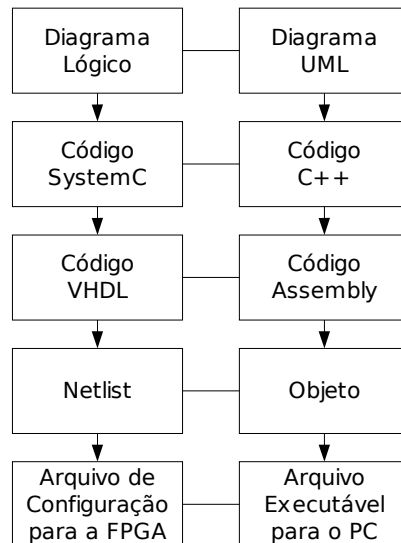 Diagrama
Lógico
Diagrama
UML
Código
SystemC
Código
C++
Código
VHDL
Código
Assembly
Netlist
Objeto
Arquivo de
Configuração
para a FPGA
Arquivo
Executável
para o PC